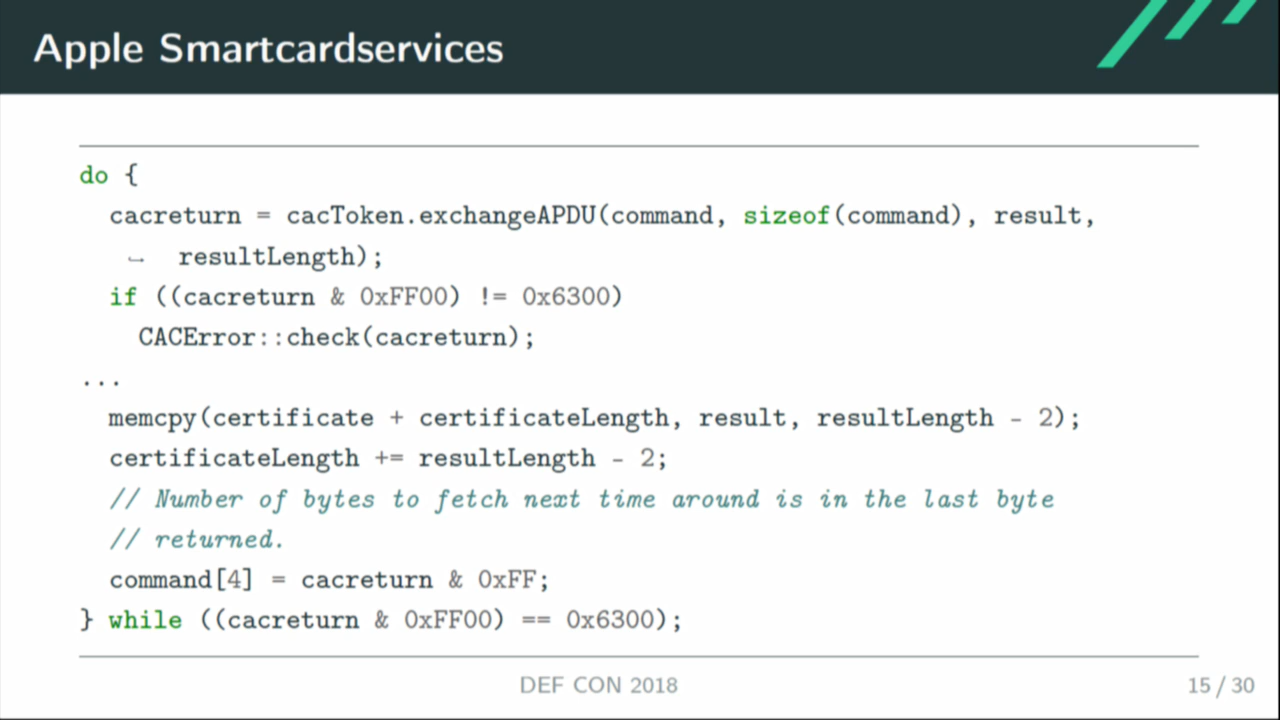 Apple Smartcardservices
do {
cacreturn = cacToken.exchangeAPDU(command, sizeof(command), result,
↪ resultLength);
if ((cacreturn & 0xFF00) != 0x6300)
CACError::check(cacreturn);
...
memcpy(certificate + certificateLength, result, resultLength - 2);
certificateLength += resultLength - 2;
// Number of bytes to fetch next time around is in the last byte
// returned.
command[4] = cacreturn & 0xFF;
} while ((cacreturn & 0xFF00) == 0x6300);
DEF CON 2018
15 / 30